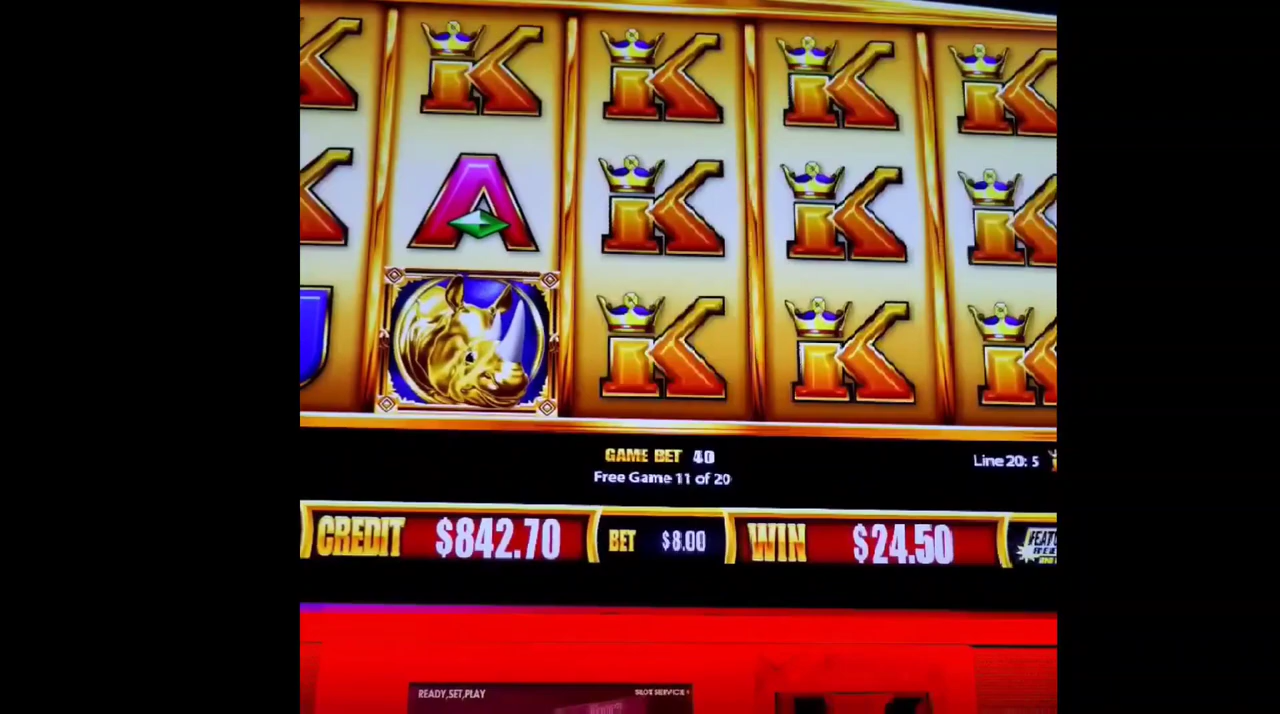 K K K K K
K A K K K
K K K
GAME BET 40
Free Game 11 of 20
Line 20: 5
CREDIT $842.70 BET $8.00 WIN $24.50
READY,SET,PLAY SLOT SERVICE